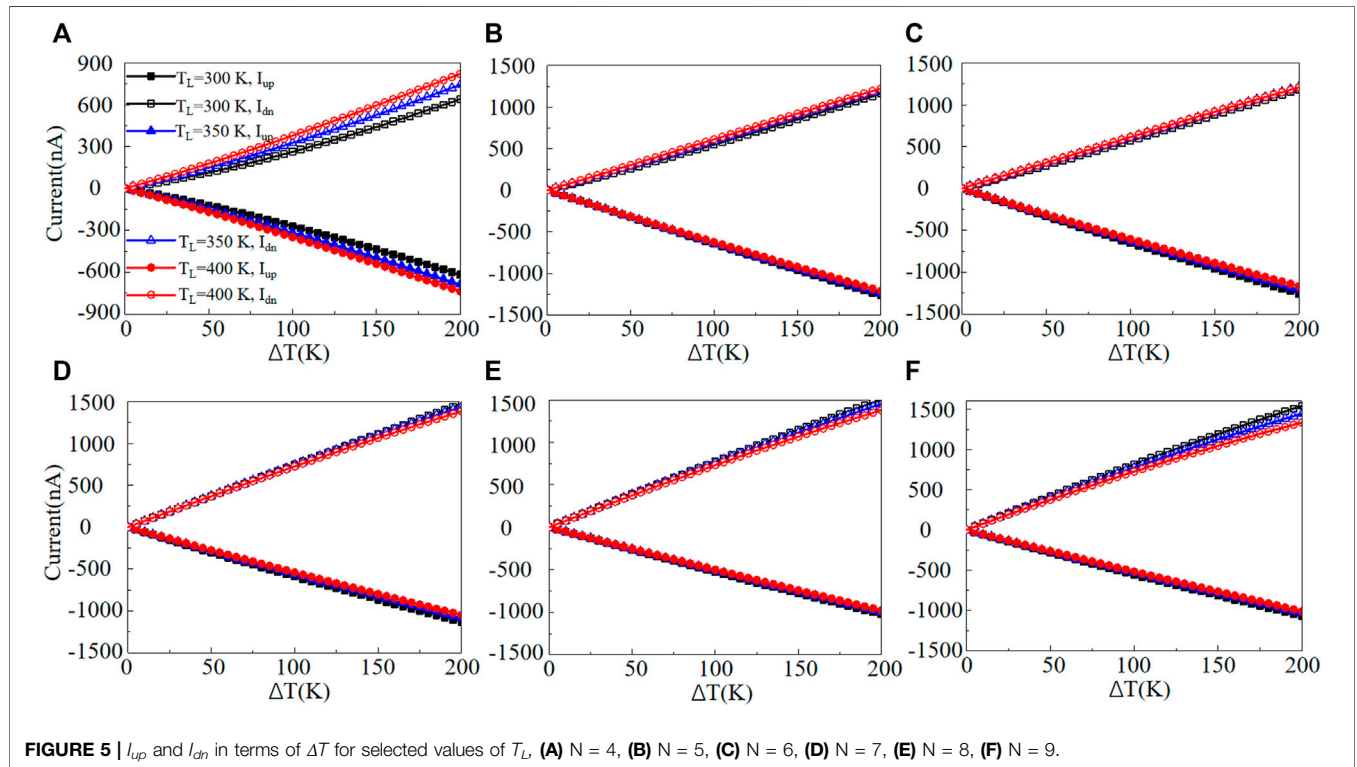 A
900
600
300
0
-300
-600
-900
Current(nA)
T_L=300 K, I_up
T_L=300 K, I_dn
T_L=350 K, I_up
T_L=350 K, I_dn
T_L=400 K, I_up
T_L=400 K, I_dn
0 50 100 150 200
ΔT(K)
B
1500
1000
500
0
-500
-1000
-1500
0 50 100 150 200
ΔT(K)
C
1500
1000
500
0
-500
-1000
-1500
0 50 100 150 200
ΔT(K)
D
1500
1000
500
0
-500
-1000
-1500
Current(nA)
0 50 100 150 200
ΔT(K)
E
1500
1000
500
0
-500
-1000
-1500
0 50 100 150 200
ΔT(K)
F
1500
1000
500
0
-500
-1000
-1500
0 50 100 150 200
ΔT(K)
FIGURE 5 | I_up and I_dn in terms of ΔT for selected values of T_L, (A) N = 4, (B) N = 5, (C) N = 6, (D) N = 7, (E) N = 8, (F) N = 9.